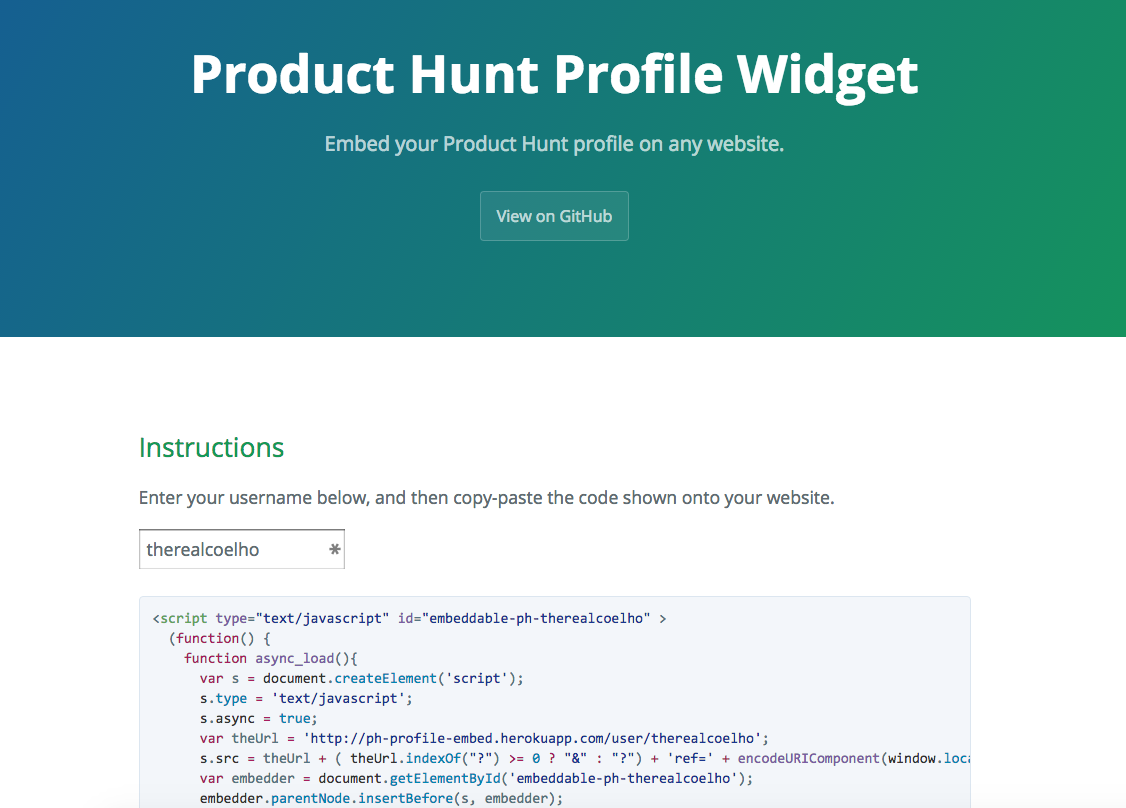 Product Hunt Profile Widget
Embed your Product Hunt profile on any website.
View on GitHub
Instructions
Enter your username below, and then copy-paste the code shown onto your website.
therealcoelho
<script type="text/javascript" id="embeddable-ph-therealcoelho" >
(function() {
function async_load(){
var s = document.createElement('script');
s.type = 'text/javascript';
s.async = true;
var theUrl = 'http://ph-profile-embed.herokuapp.com/user/therealcoelho';
s.src = theUrl + ( theUrl.indexOf("?") >= 0 ? "&" : "?") + 'ref=' + encodeURIComponent(window.loca
var embedder = document.getElementById('embeddable-ph-therealcoelho');
embedder.parentNode.insertBefore(s, embedder);